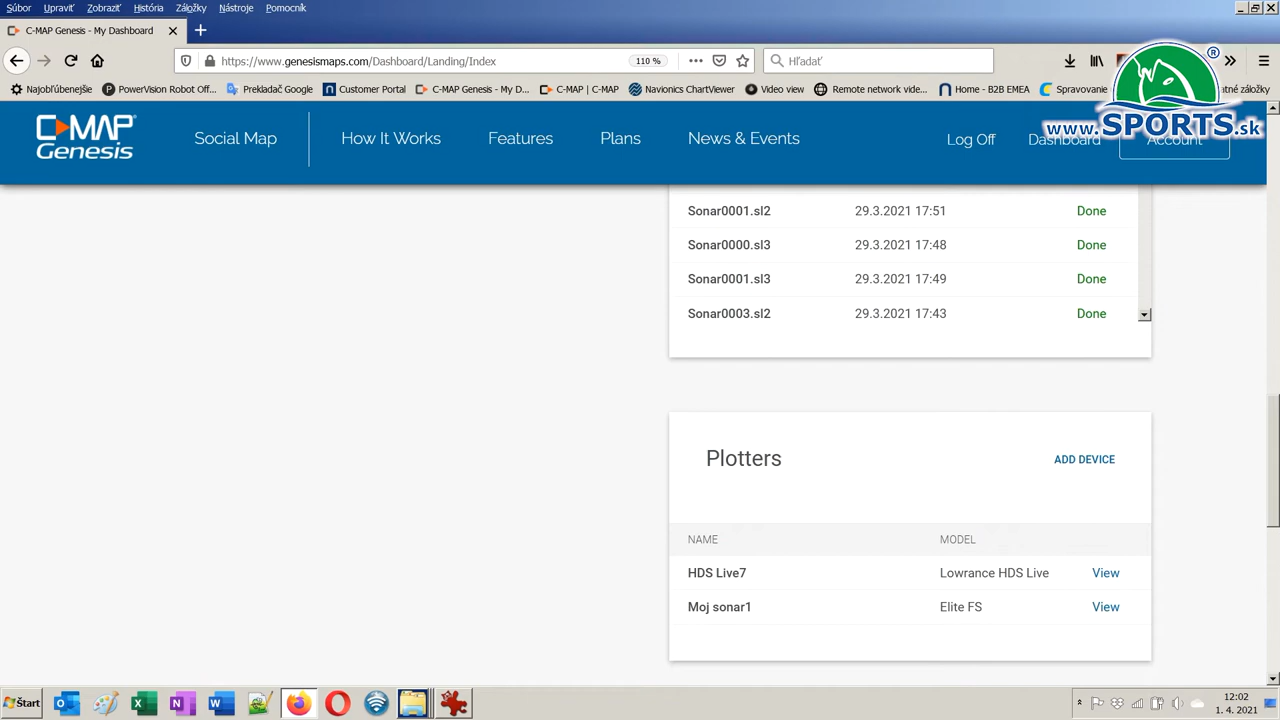 Súbor Upraviť Zobraziť História Záložky Nástroje Pomocník
C-MAP Genesis - My Dashboard
https://www.genesismaps.com/Dashboard/Landing/Index 110 % Hľadať
Najobľúbenejšie PowerVision Robot Off... Prekladač Google Customer Portal C-MAP Genesis - My D... C-MAP | C-MAP Navionics ChartViewer Video view Remote network vide... Home - B2B EMEA Spravovanie tné záložky
www.SPORTS.sk
C-MAP Genesis
Social Map How It Works Features Plans News & Events Log Off Dashboard Account
Sonar0001.sl2 29.3.2021 17:51 Done
Sonar0000.sl3 29.3.2021 17:48 Done
Sonar0001.sl3 29.3.2021 17:49 Done
Sonar0003.sl2 29.3.2021 17:43 Done
Plotters ADD DEVICE
NAME MODEL
HDS Live7 Lowrance HDS Live View
Moj sonar1 Elite FS View
Štart 12:02
1. 4. 2021